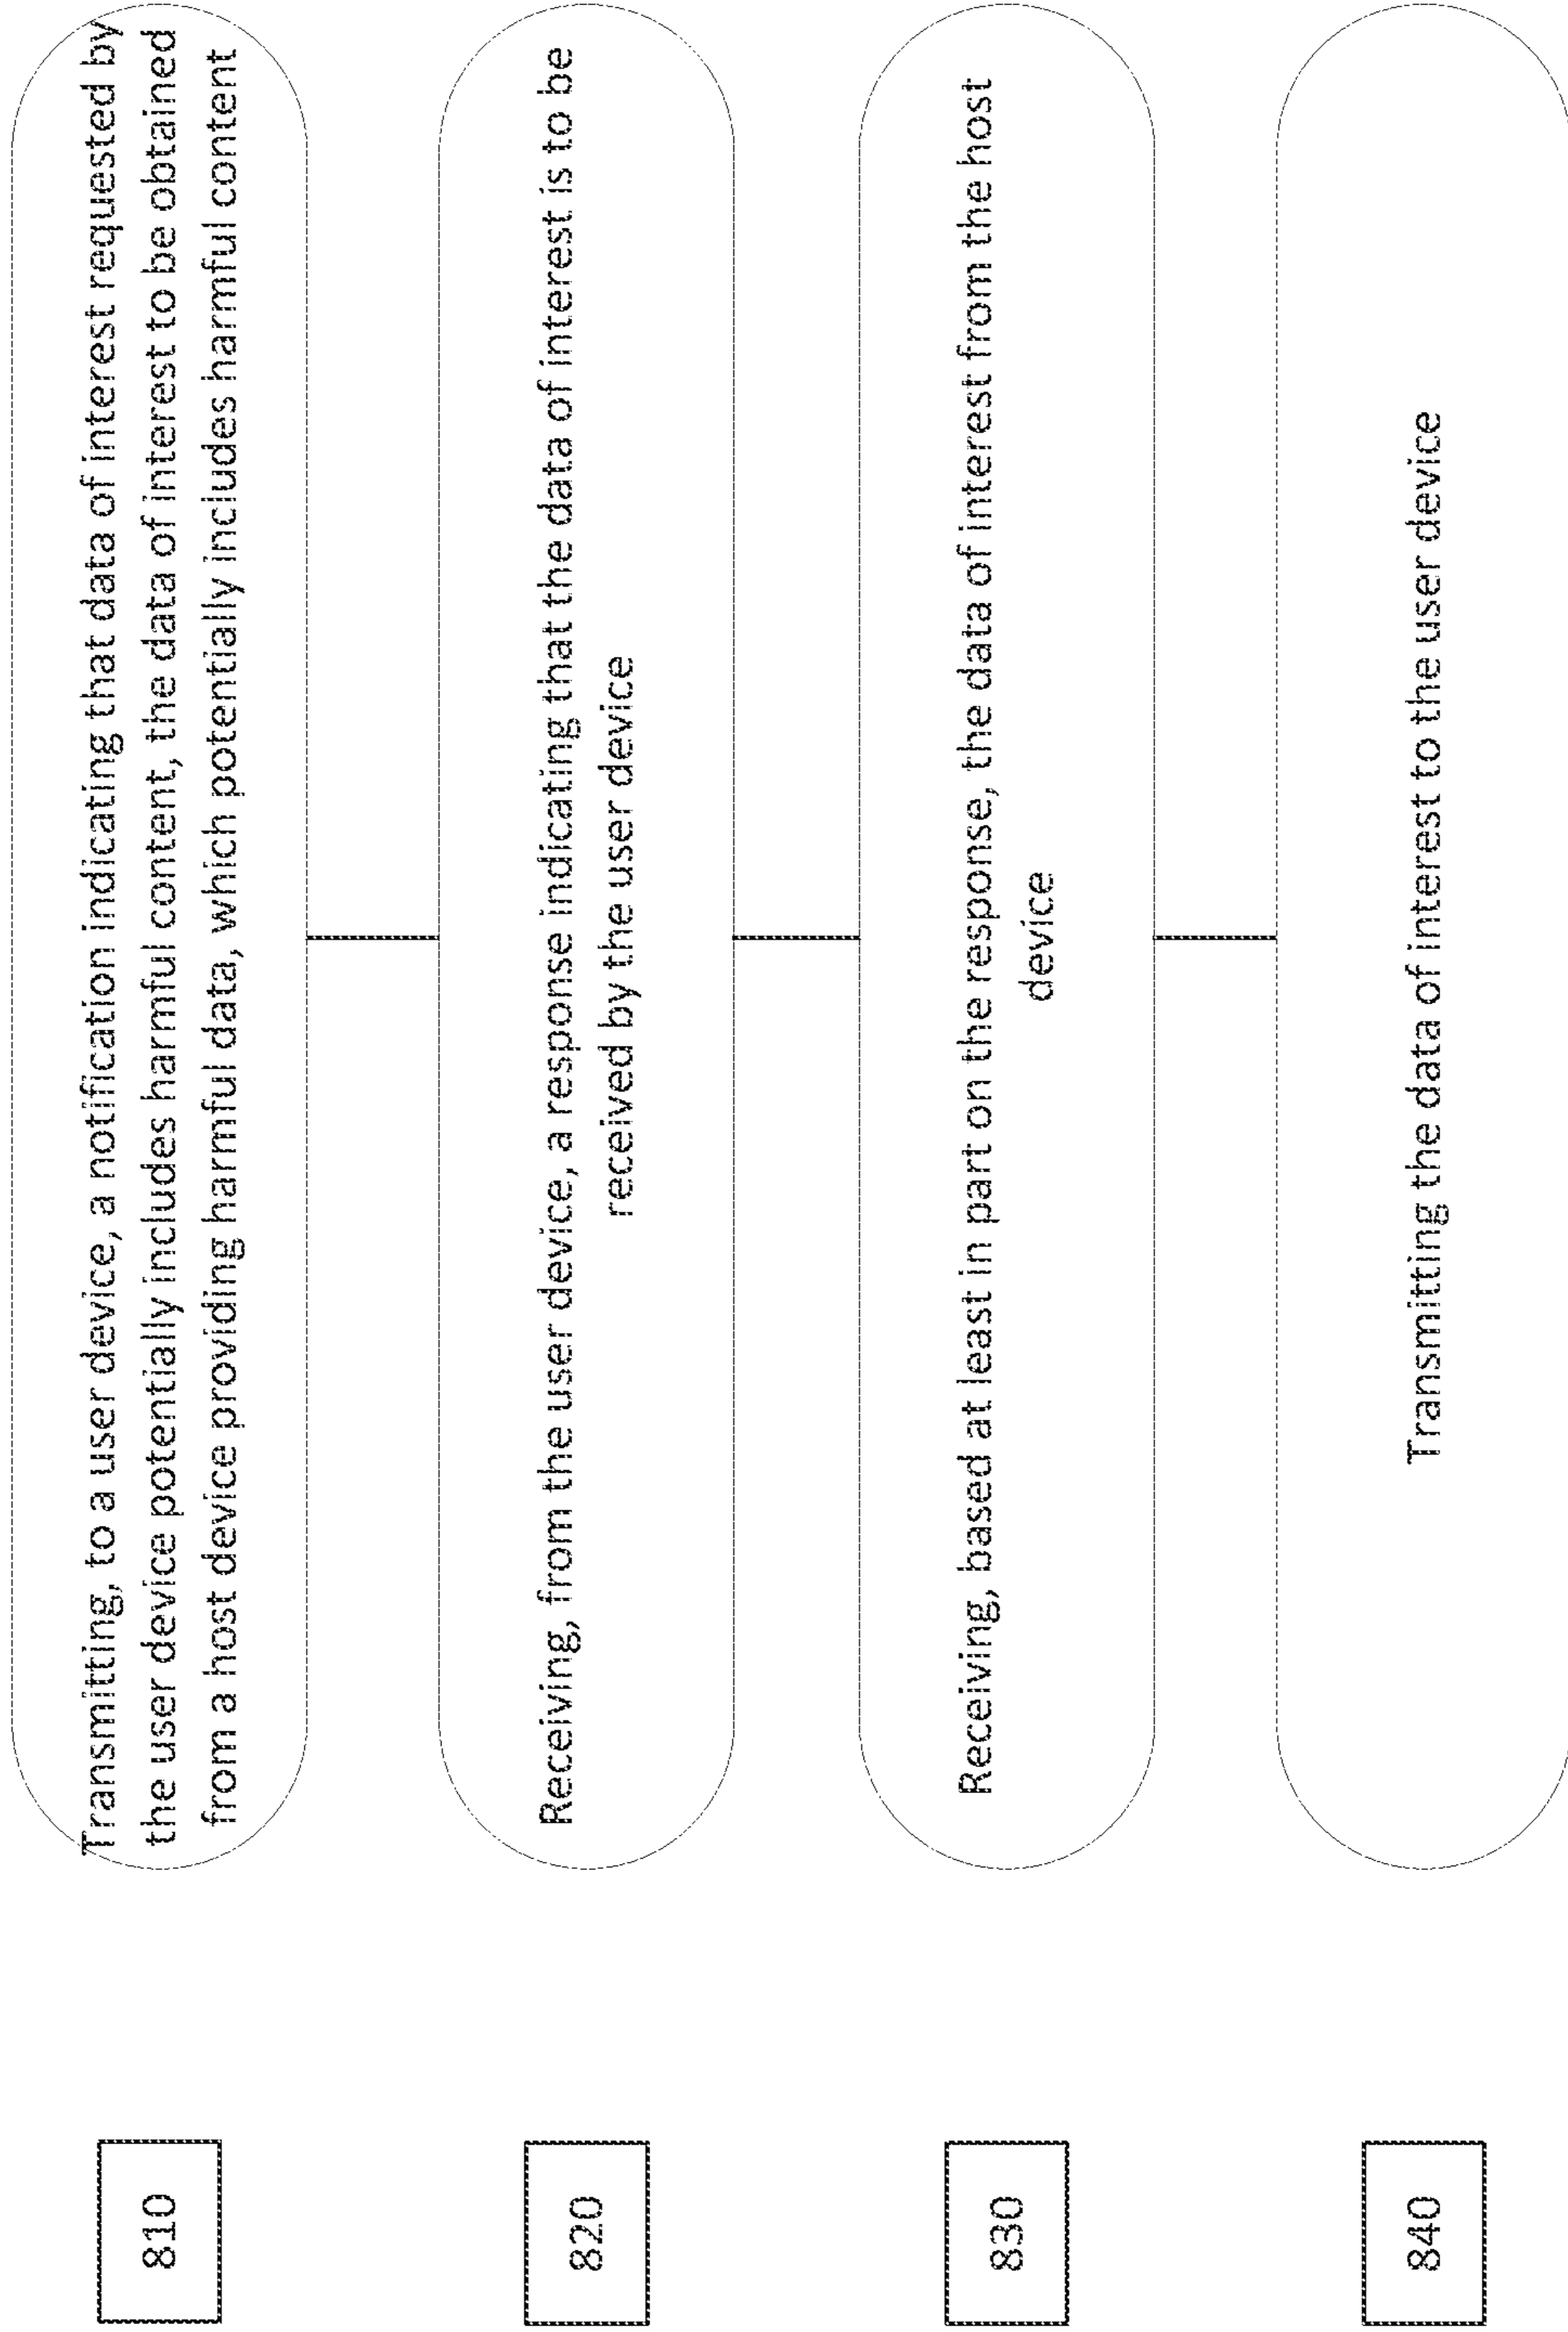 810
Transmitting, to a user device, a notification indicating that data of interest requested by
the user device potentially includes harmful content, the data of interest to be obtained
from a host device providing harmful data, which potentially includes harmful content
820
Receiving, from the user device, a response indicating that the data of interest is to be
received by the user device
830
Receiving, based at least in part on the response, the data of interest from the host
device
840
Transmitting the data of interest to the user device